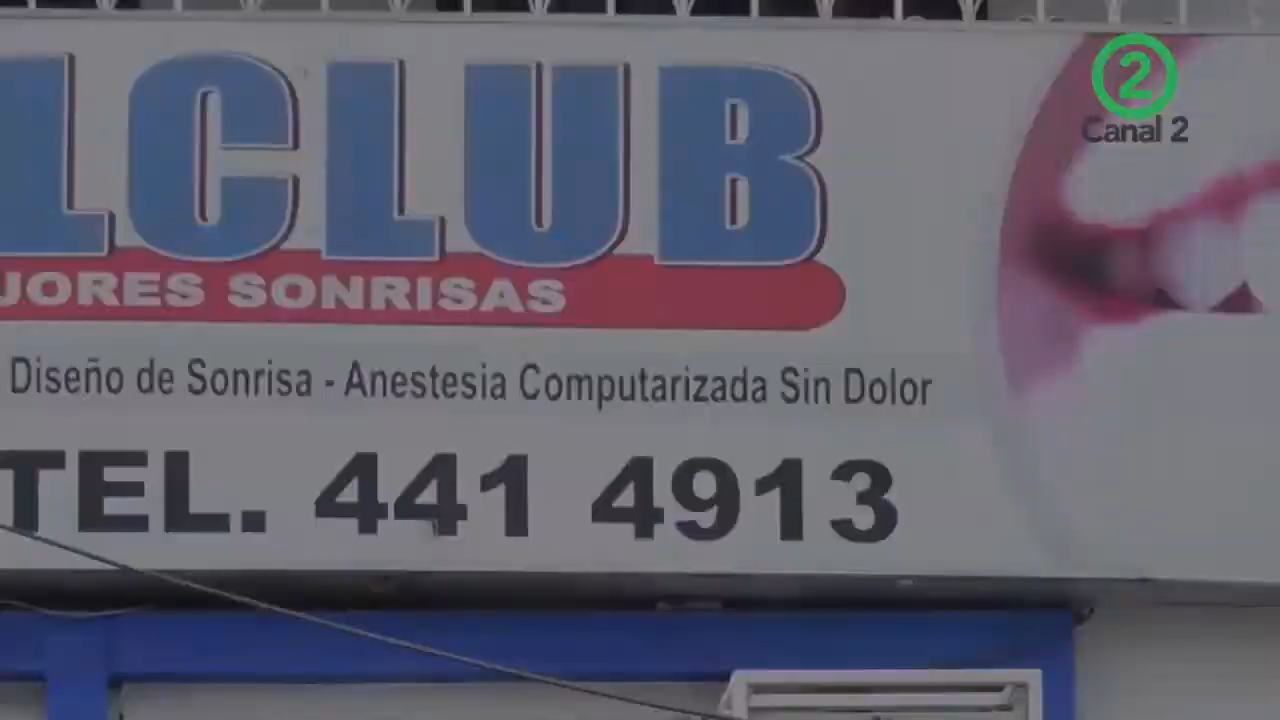 2
Canal 2
LCLUB
JORES SONRISAS
Diseño de Sonrisa - Anestesia Computarizada Sin Dolor
TEL. 441 4913